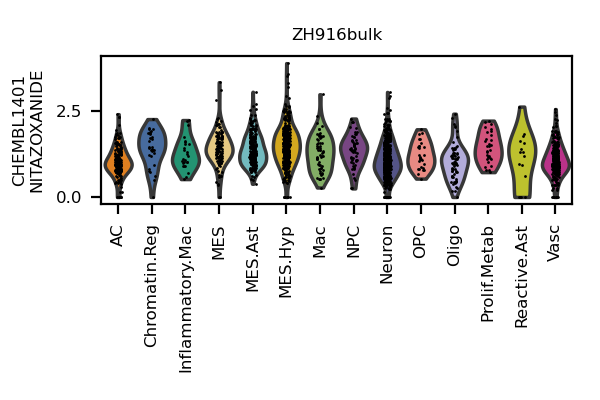 ZH916bulk
CHEMBL1401
NITAZOXANIDE
2.5
0.0
AC
Chromatin.Reg
Inflammatory.Mac
MES
MES.Ast
MES.Hyp
Mac
NPC
Neuron
OPC
Oligo
Prolif.Metab
Reactive.Ast
Vasc